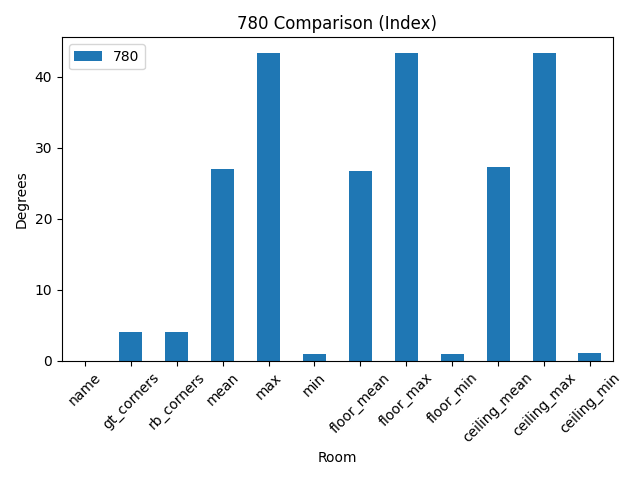 780 Comparison (Index)
780
Degrees
40
30
20
10
0
name
gt_corners
rb_corners
mean
max
min
floor_mean
floor_max
floor_min
ceiling_mean
ceiling_max
ceiling_min
Room